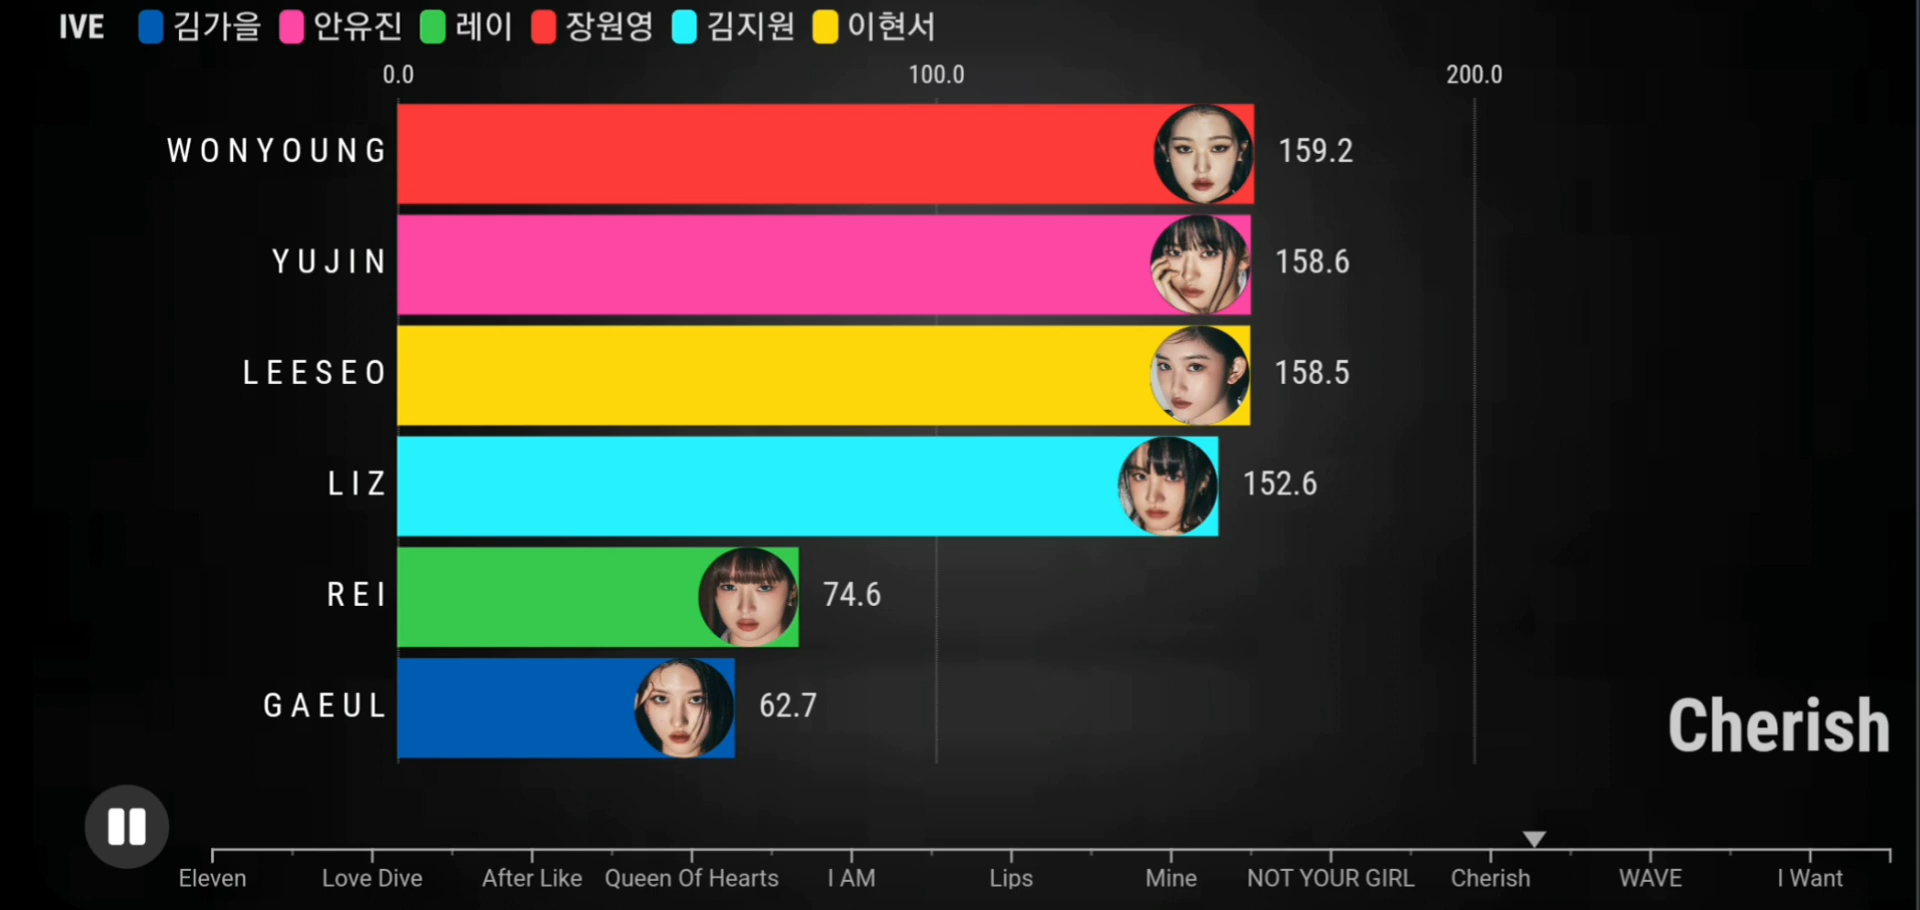 IVE 김가을 안유진 레이 장원영 김지원 이현서
0.0 100.0 200.0
WONYOUNG 159.2
YUJIN 158.6
LEESEO 158.5
LIZ 152.6
REI 74.6
GAEUL 62.7
Cherish
Eleven Love Dive After Like Queen Of Hearts I AM Lips Mine NOT YOUR GIRL Cherish WAVE I Want